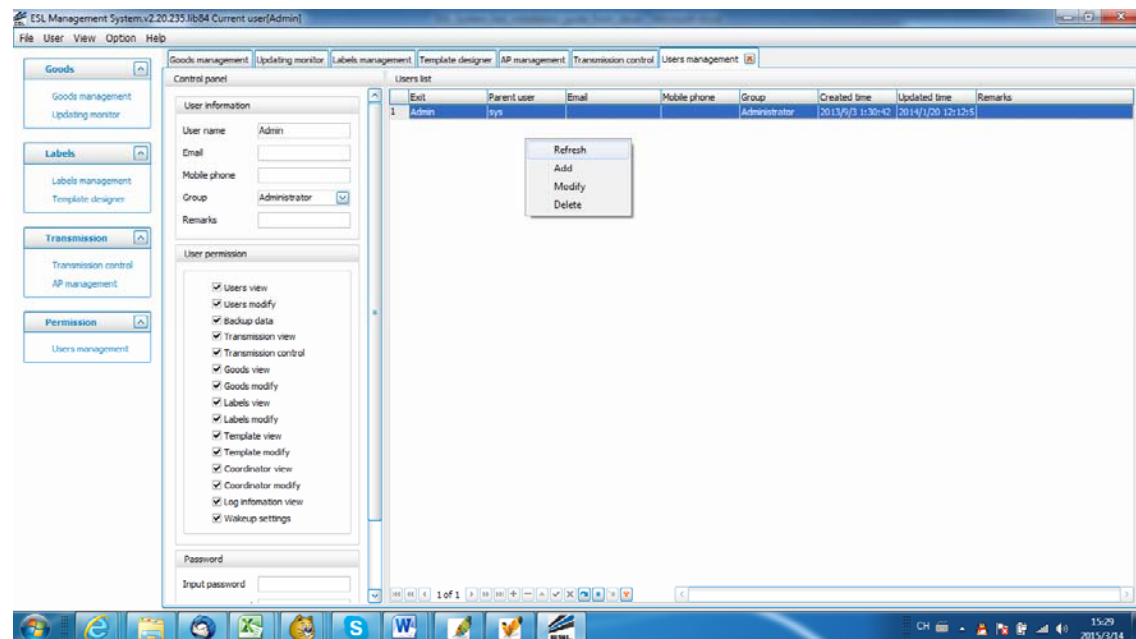 ESL Management System.v2.20.235.lib84 Current user[Admin]
File User View Option Help
Goods
Goods management
Updating monitor
Labels
Labels management
Template designer
Transmission
Transmission control
AP management
Permission
Users management
Goods management Updating monitor Labels management Template designer AP management Transmission control Users management
Control panel
User information
User name Admin
Email
Mobile phone
Group Administrator
Remarks
User permission
Users view
Users modify
Backup data
Transmission view
Transmission control
Goods view
Goods modify
Labels view
Labels modify
Template view
Template modify
Coordinator view
Coordinator modify
Log infomation view
Wakeup settings
Password
Input password
Users list
Exit Parent user Email Mobile phone Group Created time Updated time Remarks
1 Admin sys Administrator 2013/9/3 1:30:42 2014/1/20 12:12:5
Refresh
Add
Modify
Delete
1 of 1
CH
15:29
2015/3/14